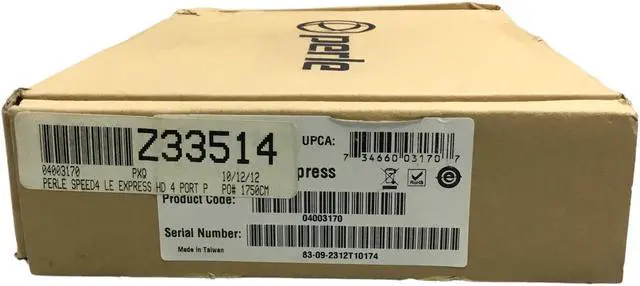 perle
Z33514
04003170 PXQ 10/12/12
PERLE SPEED4 LE EXPRESS HD 4 PORT P PO# 1750CM
UPCA:
7 34660 03170 7
press
RoHS
Product Code:
04003170
Serial Number:
83-09-2312T10174
Made in Taiwan